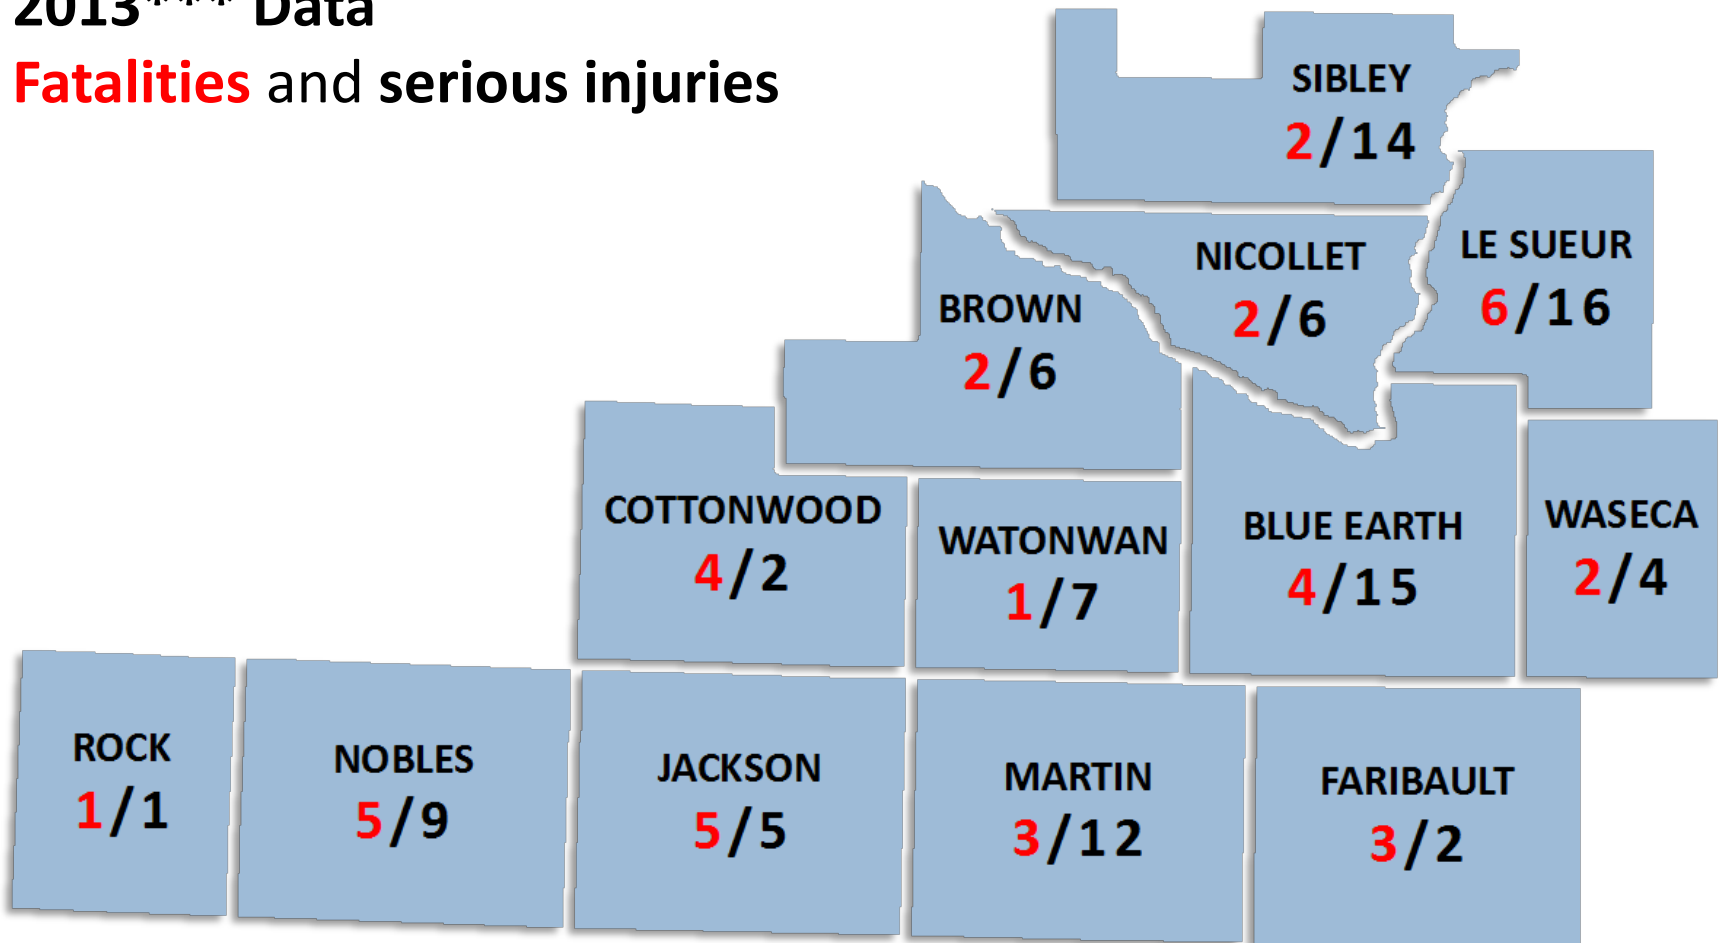 2013*** Data
Fatalities and serious injuries
SIBLEY
2/14
NICOLLET
2/6
LE SUEUR
6/16
BROWN
2/6
COTTONWOOD
4/2
WATONWAN
1/7
BLUE EARTH
4/15
WASECA
2/4
ROCK
1/1
NOBLES
5/9
JACKSON
5/5
MARTIN
3/12
FARIBAULT
3/2